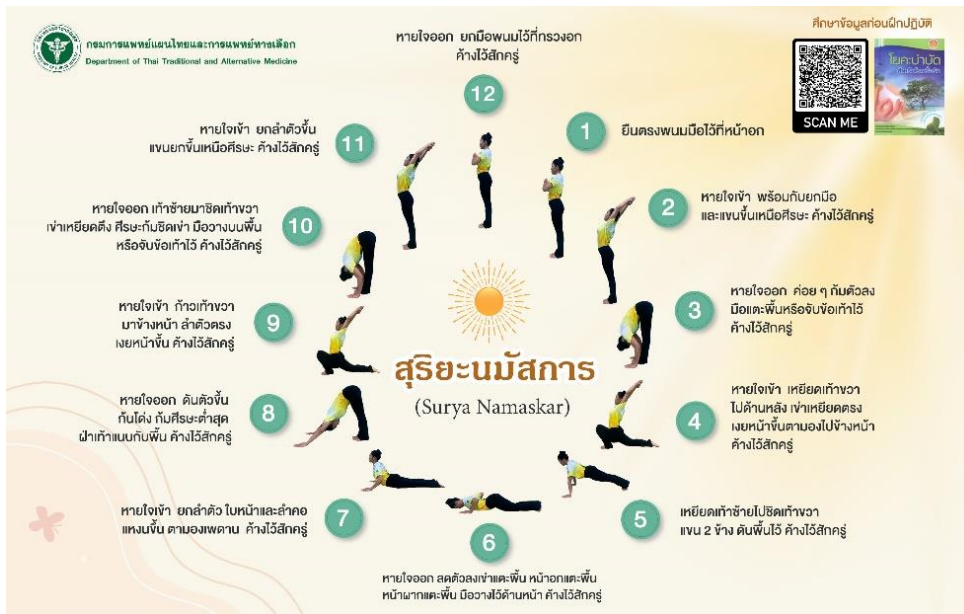 กรมการแพทย์แผนไทยและการแพทย์ทางเลือก
Department of Thai Traditional and Alternative Medicine
ศึกษาข้อมูลก่อนฝึกปฏิบัติ
โยคะบำบัด
SCAN ME
หายใจออก ยกมือพนมไว้ที่ทรวงอก
ค้างไว้สักครู่
12
1
ยืนตรงพนมมือไว้ที่หน้าอก
2
หายใจเข้า พร้อมกับยกมือ
และแขนขึ้นเหนือศีรษะ ค้างไว้สักครู่
3
หายใจออก ค่อย ๆ ก้มตัวลง
มือแตะพื้นหรือจับข้อเท้าไว้
ค้างไว้สักครู่
4
หายใจเข้า เหยียดเท้าขวา
ไปด้านหลัง เข่าเหยียดตรง
เงยหน้าขึ้นตามองไปข้างหน้า
ค้างไว้สักครู่
5
เหยียดเท้าซ้ายไปชิดเท้าขวา
แขน 2 ข้าง ดันพื้นไว้ ค้างไว้สักครู่
6
หายใจออก ลดตัวลงเข่าแตะพื้น หน้าอกแตะพื้น
หน้าผากแตะพื้น มือวางไว้ด้านหน้า ค้างไว้สักครู่
7
หายใจเข้า ยกลำตัว ใบหน้าและลำคอ
แหงนขึ้น ตามองเพดาน ค้างไว้สักครู่
8
หายใจออก ดันตัวขึ้น
ก้นโด่ง ก้มศีรษะต่ำสุด
ฝ่าเท้าแนบกับพื้น ค้างไว้สักครู่
9
หายใจเข้า ก้าวเท้าขวา
มาข้างหน้า ลำตัวตรง
เงยหน้าขึ้น ค้างไว้สักครู่
10
หายใจออก เท้าซ้ายมาชิดเท้าขวา
เข่าเหยียดตึง ศีรษะก้มชิดเข่า มือวางบนพื้น
หรือจับข้อเท้าไว้ ค้างไว้สักครู่
11
หายใจเข้า ยกลำตัวขึ้น
แขนยกขึ้นเหนือศีรษะ ค้างไว้สักครู่
สุริยะนมัสการ
(Surya Namaskar)